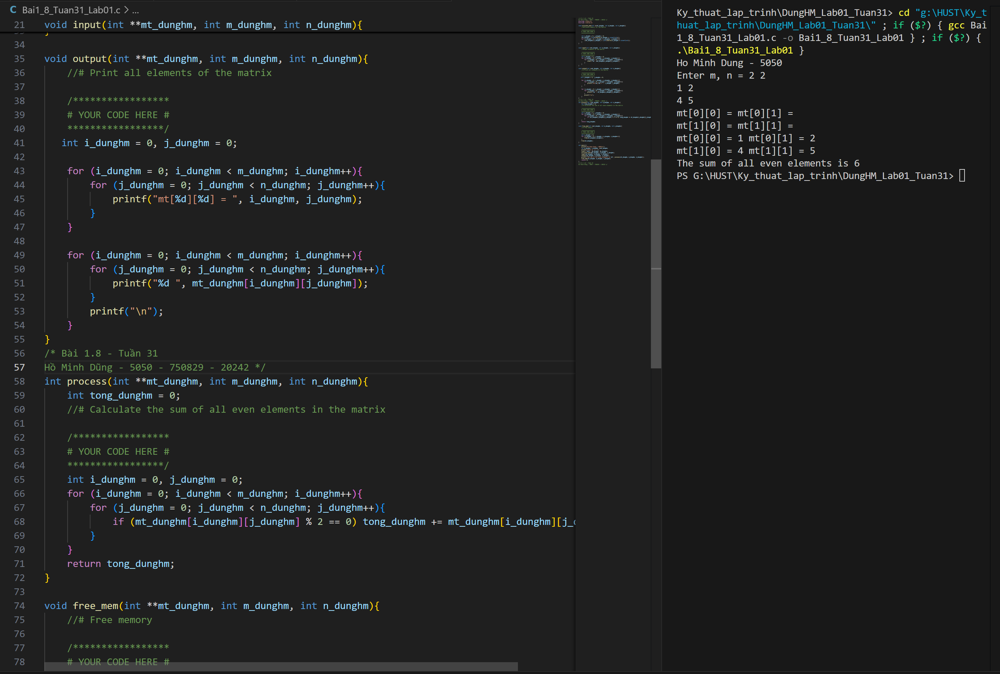 C Bai1_8_Tuan31_Lab01.c > ...
21 void input(int **mt_dunghm, int m_dunghm, int n_dunghm){
34
35 void output(int **mt_dunghm, int m_dunghm, int n_dunghm){
36 //# Print all elements of the matrix
37
38 /*****************
39 # YOUR CODE HERE #
40 *****************/
41 int i_dunghm = 0, j_dunghm = 0;
42
43 for (i_dunghm = 0; i_dunghm < m_dunghm; i_dunghm++){
44 for (j_dunghm = 0; j_dunghm < n_dunghm; j_dunghm++){
45 printf("mt[%d][%d] = ", i_dunghm, j_dunghm);
46 }
47 }
48
49 for (i_dunghm = 0; i_dunghm < m_dunghm; i_dunghm++){
50 for (j_dunghm = 0; j_dunghm < n_dunghm; j_dunghm++){
51 printf("%d ", mt_dunghm[i_dunghm][j_dunghm]);
52 }
53 printf("\n");
54 }
55 }
56 /* Bài 1.8 - Tuần 31
57 Hồ Minh Dũng - 5050 - 750829 - 20242 */
58 int process(int **mt_dunghm, int m_dunghm, int n_dunghm){
59 int tong_dunghm = 0;
60 //# Calculate the sum of all even elements in the matrix
61
62 /*****************
63 # YOUR CODE HERE #
64 *****************/
65 int i_dunghm = 0, j_dunghm = 0;
66 for (i_dunghm = 0; i_dunghm < m_dunghm; i_dunghm++){
67 for (j_dunghm = 0; j_dunghm < n_dunghm; j_dunghm++){
68 if (mt_dunghm[i_dunghm][j_dunghm] % 2 == 0) tong_dunghm += mt_dunghm[i_dunghm][j_
69 }
70 }
71 return tong_dunghm;
72 }
73
74 void free_mem(int **mt_dunghm, int m_dunghm, int n_dunghm){
75 //# Free memory
76
77 /*****************
78 # YOUR CODE HERE #
Ky_thuat_lap_trinh\DungHM_Lab01_Tuan31> cd "g:\HUST\Ky_t
huat_lap_trinh\DungHM_Lab01_Tuan31\" ; if ($?) { gcc Bai
1_8_Tuan31_Lab01.c -o Bai1_8_Tuan31_Lab01 } ; if ($?) {
.\Bai1_8_Tuan31_Lab01 }
Ho Minh Dung - 5050
Enter m, n = 2 2
1 2
4 5
mt[0][0] = mt[0][1] =
mt[1][0] = mt[1][1] =
mt[0][0] = 1 mt[0][1] = 2
mt[1][0] = 4 mt[1][1] = 5
The sum of all even elements is 6
PS G:\HUST\Ky_thuat_lap_trinh\DungHM_Lab01_Tuan31>